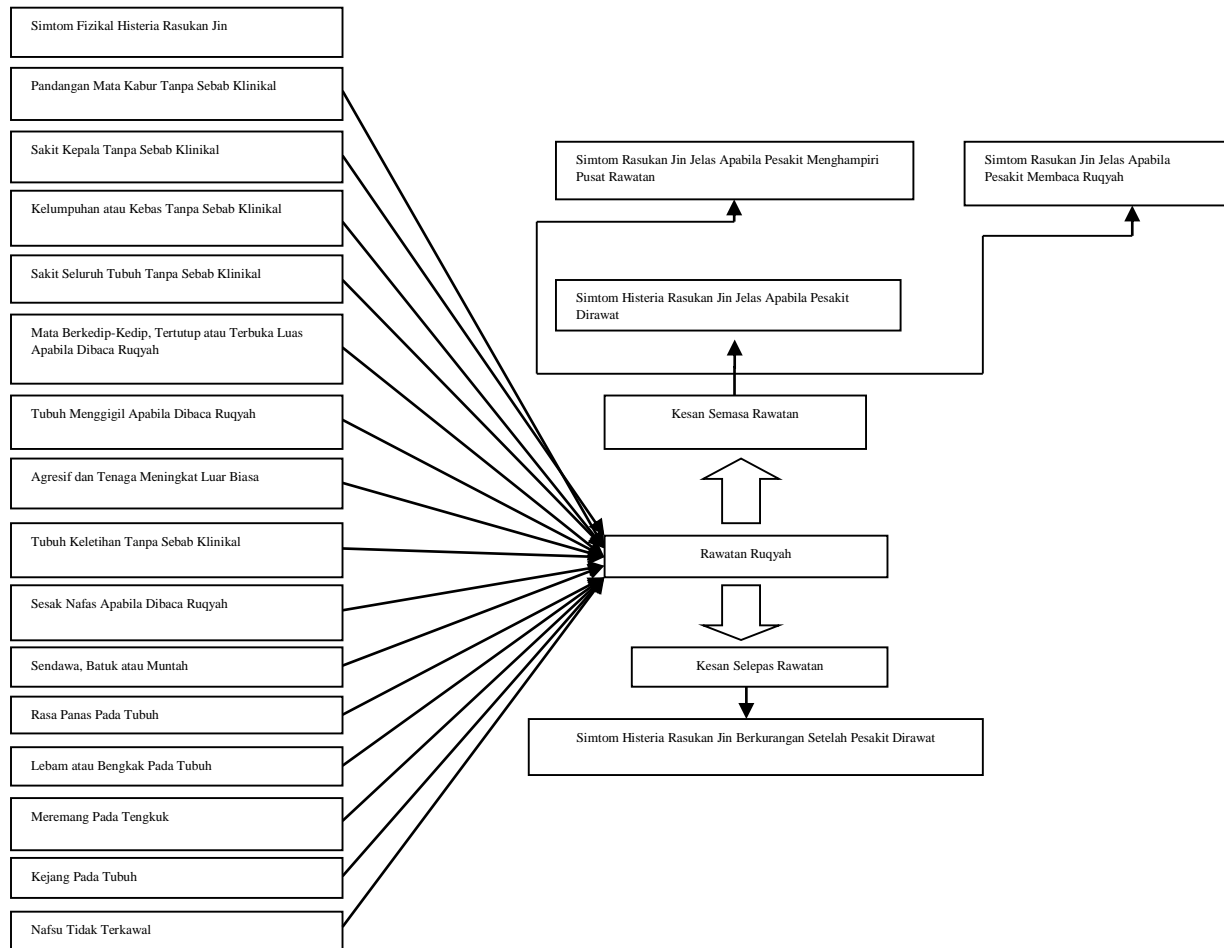 Simtom Fizikal Histeria Rasukan Jin
Pandangan Mata Kabur Tanpa Sebab Klinikal
Sakit Kepala Tanpa Sebab Klinikal
Kelumpuhan atau Kebas Tanpa Sebab Klinikal
Sakit Seluruh Tubuh Tanpa Sebab Klinikal
Mata Berkedip-Kedip, Tertutup atau Terbuka Luas
Apabila Dibaca Ruqyah
Tubuh Menggigil Apabila Dibaca Ruqyah
Agresif dan Tenaga Meningkat Luar Biasa
Tubuh Keletihan Tanpa Sebab Klinikal
Sesak Nafas Apabila Dibaca Ruqyah
Sendawa, Batuk atau Muntah
Rasa Panas Pada Tubuh
Lebam atau Bengkak Pada Tubuh
Meremang Pada Tengkuk
Kejang Pada Tubuh
Nafsu Tidak Terkawal
Simtom Rasukan Jin Jelas Apabila Pesakit Menghampiri
Pusat Rawatan
Simtom Rasukan Jin Jelas Apabila
Pesakit Membaca Ruqyah
Simtom Histeria Rasukan Jin Jelas Apabila Pesakit
Dirawat
Kesan Semasa Rawatan
Rawatan Ruqyah
Kesan Selepas Rawatan
Simtom Histeria Rasukan Jin Berkurangan Setelah Pesakit Dirawat